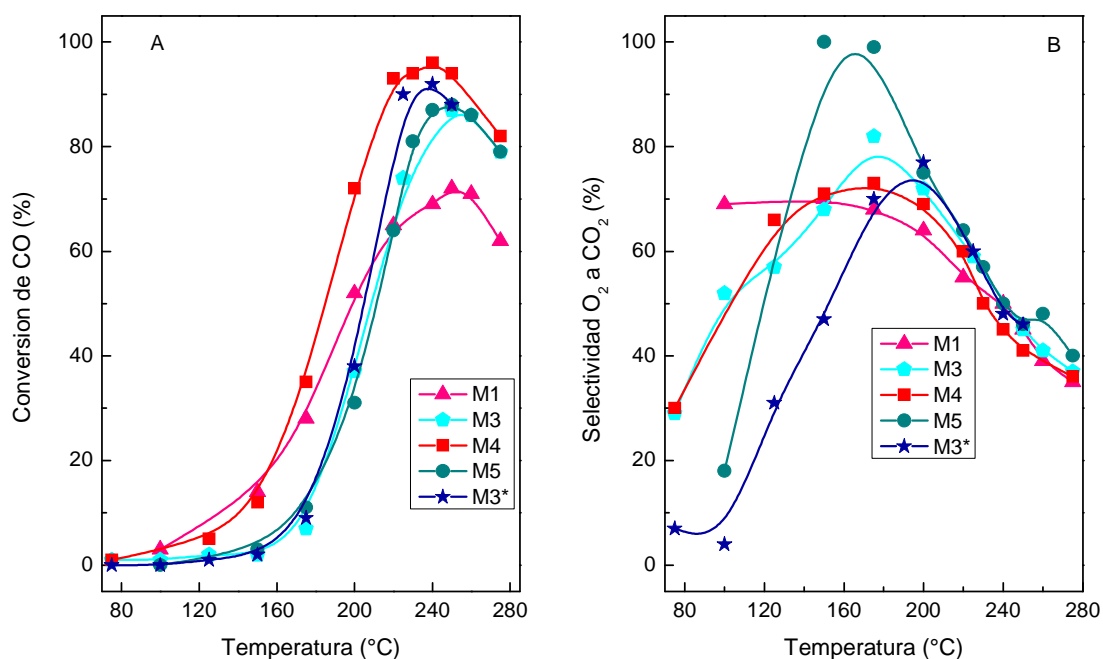 A
Conversion de CO (%)
100
80
60
40
20
0
80
120
160
200
240
280
Temperatura (°C)
M1
M3
M4
M5
M3*
B
Selectividad O2 a CO2 (%)
100
80
60
40
20
0
80
120
160
200
240
280
Temperatura (°C)
M1
M3
M4
M5
M3*